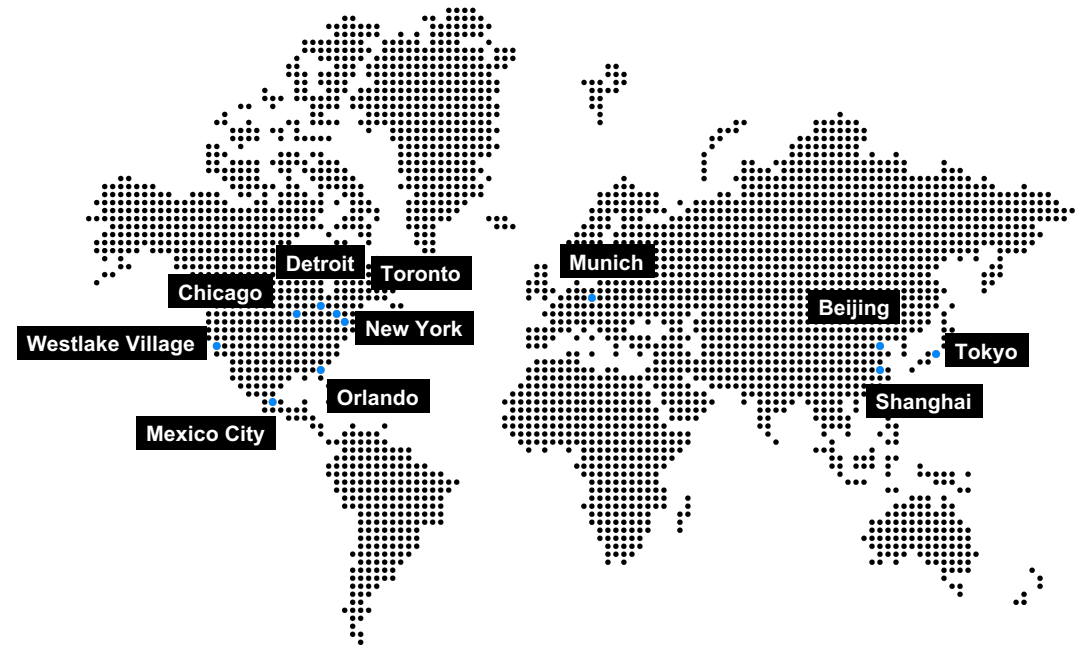 Detroit
Toronto
Munich
Chicago
Beijing
New York
Westlake Village
Tokyo
Orlando
Shanghai
Mexico City